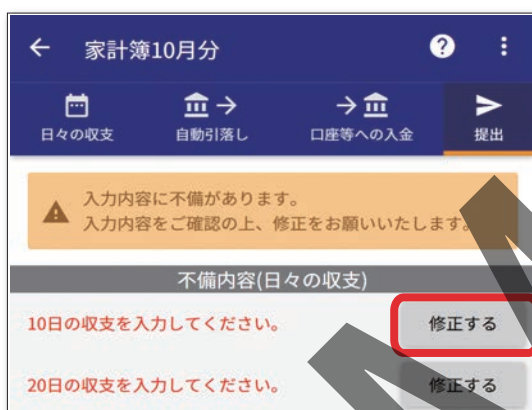 家計簿10月分
日々の収支
自動引落し
口座等への入金
提出
入力内容に不備があります。
入力内容をご確認の上、修正をお願いいたします。
不備内容(日々の収支)
10日の収支を入力してください。
修正する
20日の収支を入力してください。
修正する